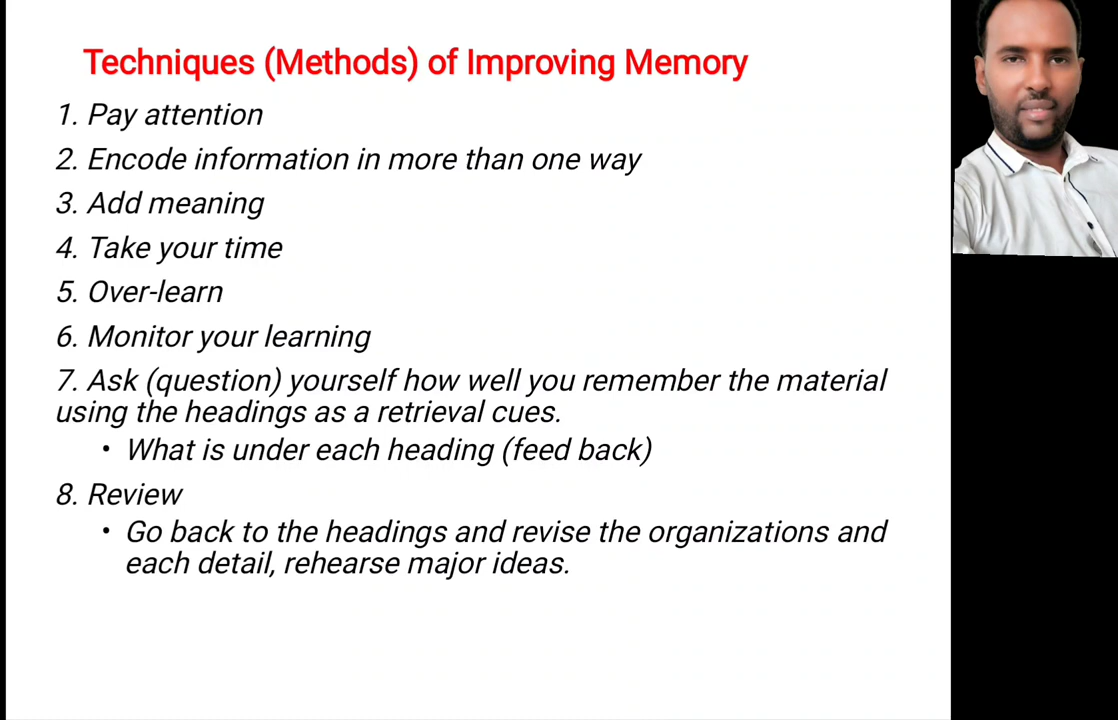 Techniques (Methods) of Improving Memory
1. Pay attention
2. Encode information in more than one way
3. Add meaning
4. Take your time
5. Over-learn
6. Monitor your learning
7. Ask (question) yourself how well you remember the material
using the headings as a retrieval cues.
• What is under each heading (feed back)
8. Review
• Go back to the headings and revise the organizations and
each detail, rehearse major ideas.